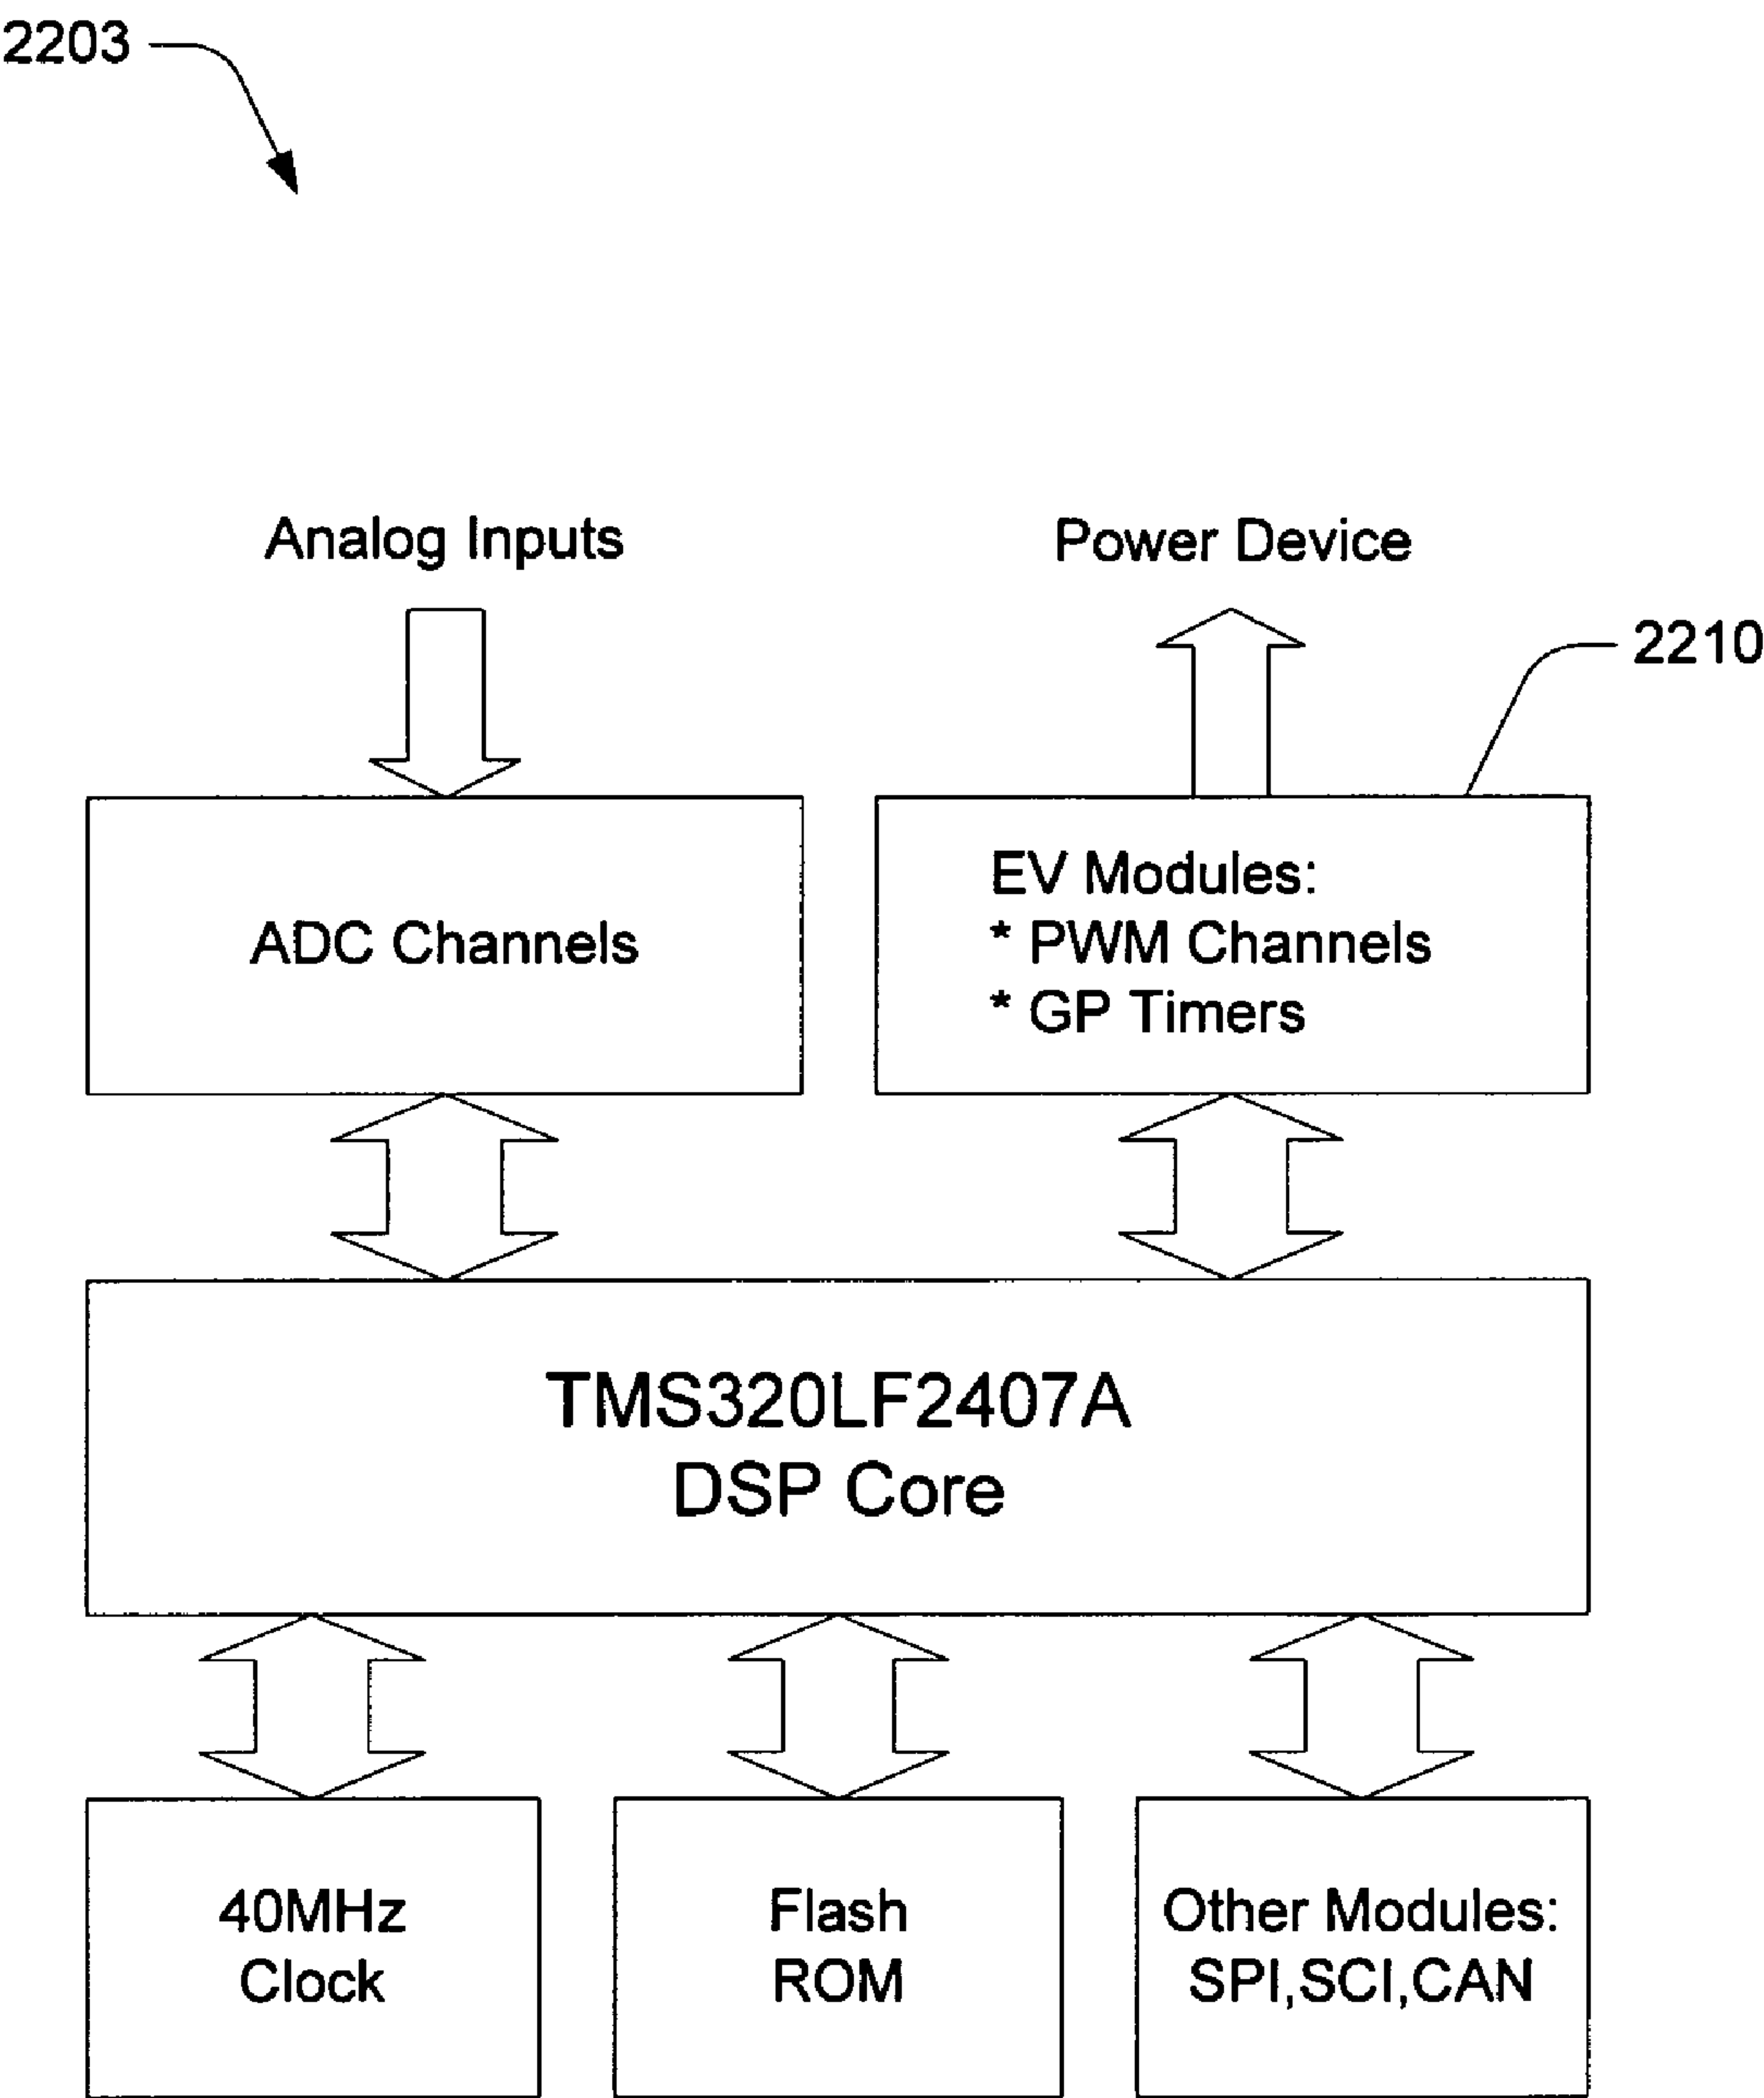 2203
Analog Inputs
Power Device
2210
ADC Channels
EV Modules:
* PWM Channels
* GP Timers
TMS320LF2407A
DSP Core
40MHz
Clock
Flash
ROM
Other Modules:
SPI,SCI,CAN